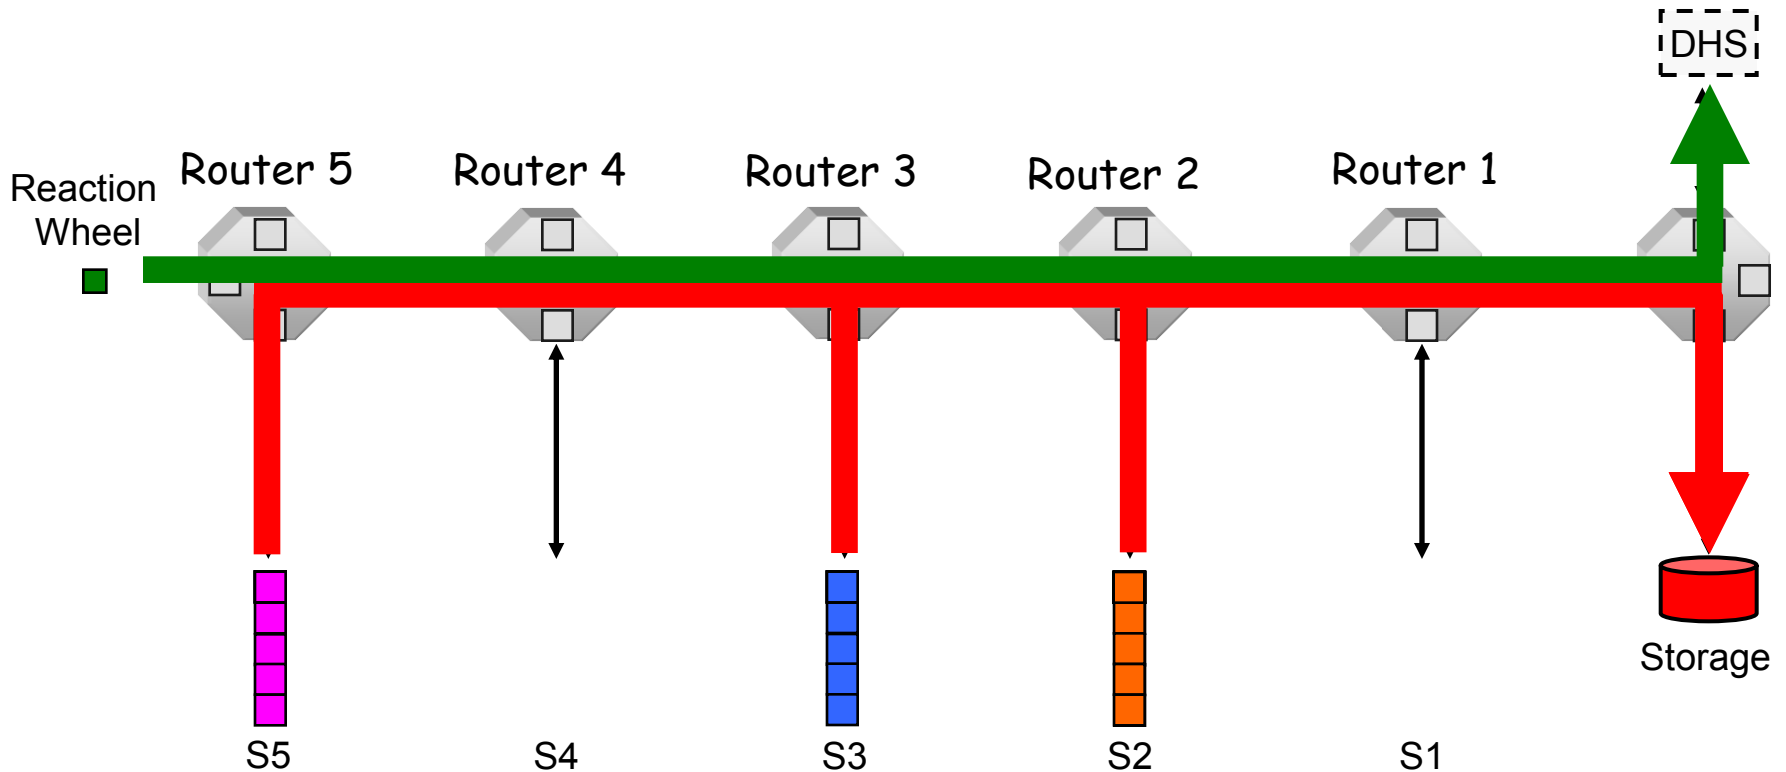 DHS
Router 5
Router 4
Router 3
Router 2
Router 1
Reaction
Wheel
Storage
S5
S4
S3
S2
S1